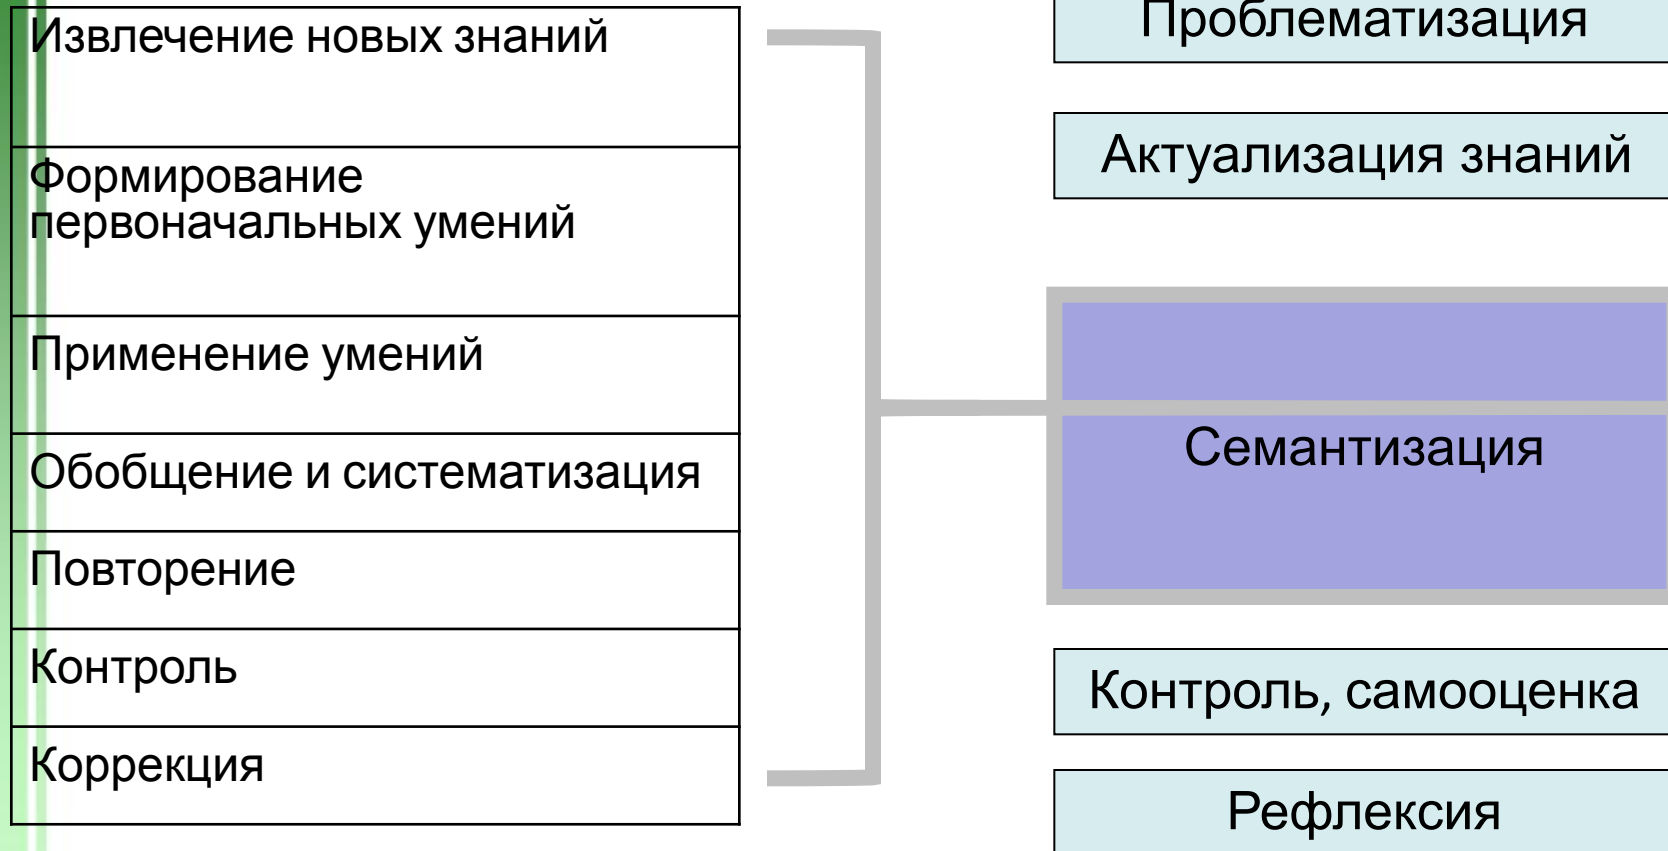 Извлечение новых знаний
Формирование
первоначальных умений
Применение умений
Обобщение и систематизация
Повторение
Контроль
Коррекция
Проблематизация
Актуализация знаний
Семантизация
Контроль, самооценка
Рефлексия